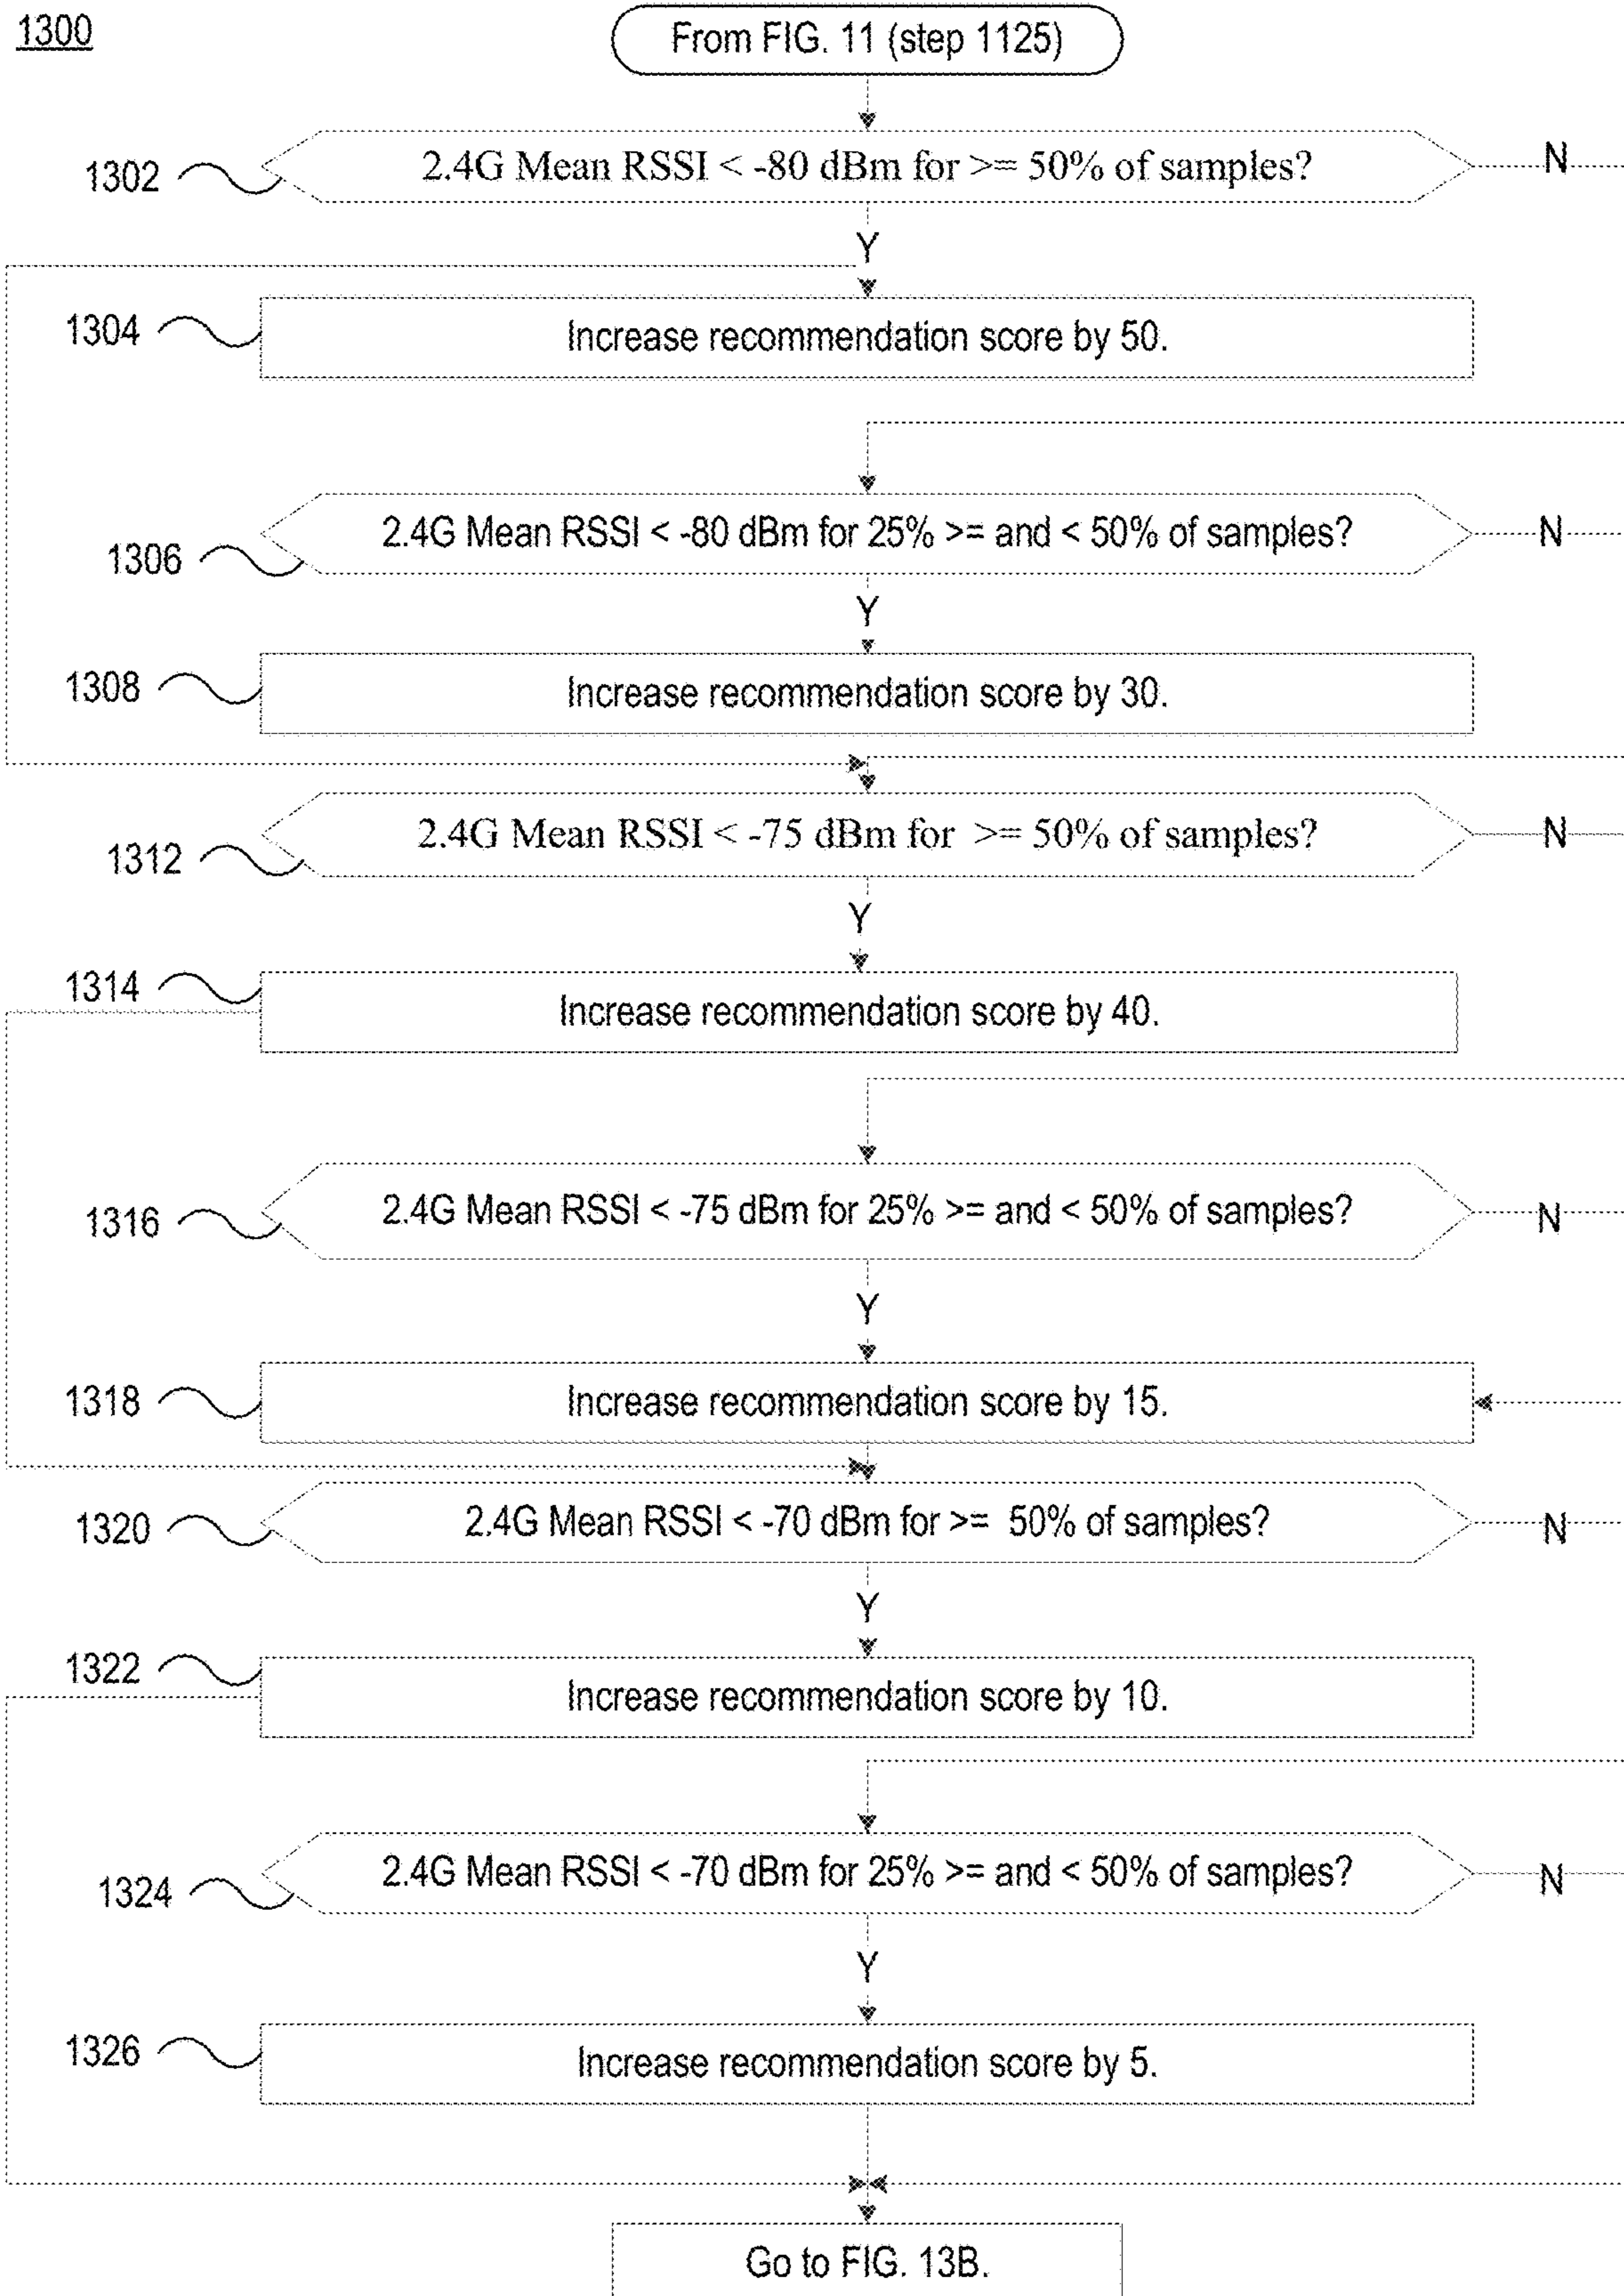 1300
From FIG. 11 (step 1125)
1302
2.4G Mean RSSI < -80 dBm for >= 50% of samples?
N
Y
1304
Increase recommendation score by 50.
1306
2.4G Mean RSSI < -80 dBm for 25% >= and < 50% of samples?
N
Y
1308
Increase recommendation score by 30.
1312
2.4G Mean RSSI < -75 dBm for >= 50% of samples?
N
Y
1314
Increase recommendation score by 40.
1316
2.4G Mean RSSI < -75 dBm for 25% >= and < 50% of samples?
N
Y
1318
Increase recommendation score by 15.
1320
2.4G Mean RSSI < -70 dBm for >= 50% of samples?
N
Y
1322
Increase recommendation score by 10.
1324
2.4G Mean RSSI < -70 dBm for 25% >= and < 50% of samples?
N
Y
1326
Increase recommendation score by 5.
Go to FIG. 13B.